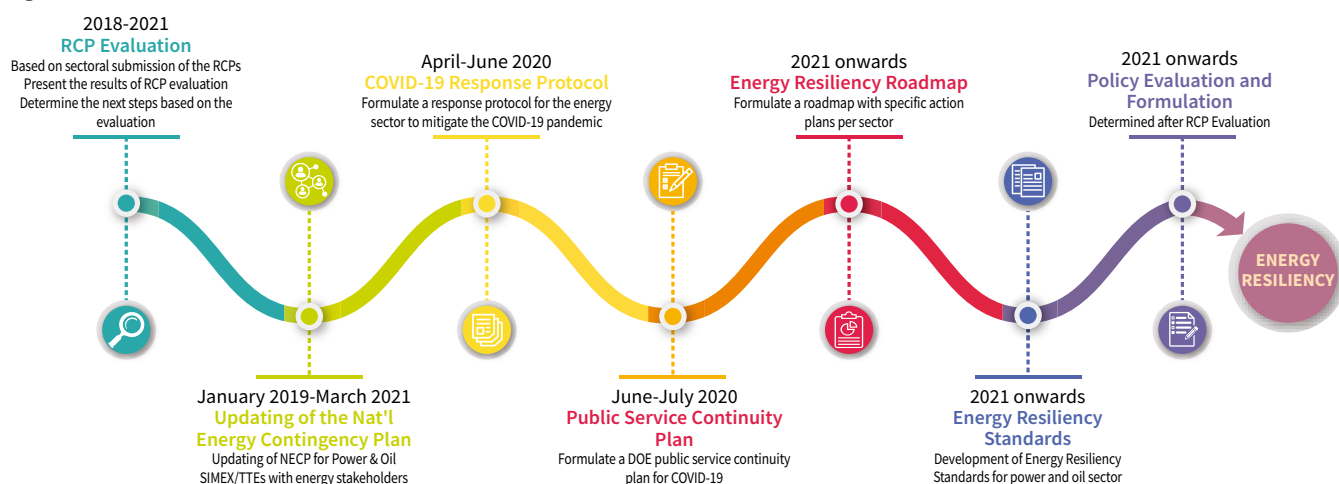 2018-2021
RCP Evaluation
Based on sectoral submission of the RCPs
Present the results of RCP evaluation
Determine the next steps based on the
evaluation
January 2019-March 2021
Updating of the Nat'l
Energy Contingency Plan
Updating of NECP for Power & Oil
SIMEX/TTEs with energy stakeholders
April-June 2020
COVID-19 Response Protocol
Formulate a response protocol for the energy
sector to mitigate the COVID-19 pandemic
June-July 2020
Public Service Continuity
Plan
Formulate a DOE public service continuity
plan for COVID-19
2021 onwards
Energy Resiliency Roadmap
Formulate a roadmap with specific action
plans per sector
2021 onwards
Energy Resiliency
Standards
Development of Energy Resiliency
Standards for power and oil sector
2021 onwards
Policy Evaluation and
Formulation
Determined after RCP Evaluation
ENERGY
RESILIENCY